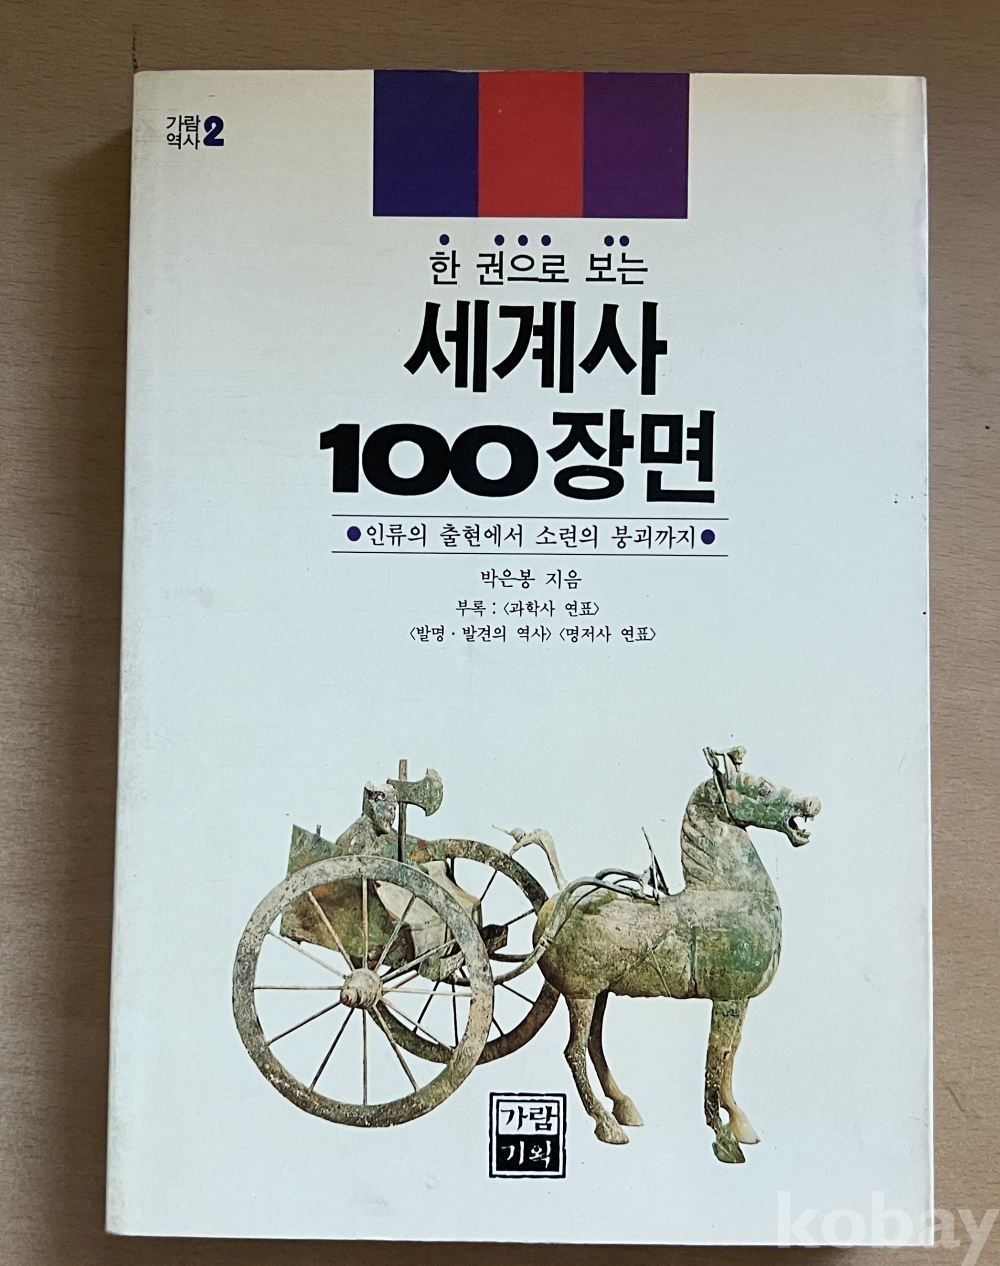 가람
역사 2
한 권으로 보는
세계사
100장면
●인류의 출현에서 소련의 붕괴까지●
박은봉 지음
부록 : 〈과학사 연표〉
〈발명·발견의 역사〉 〈명저사 연표〉
가람
기획
kobay